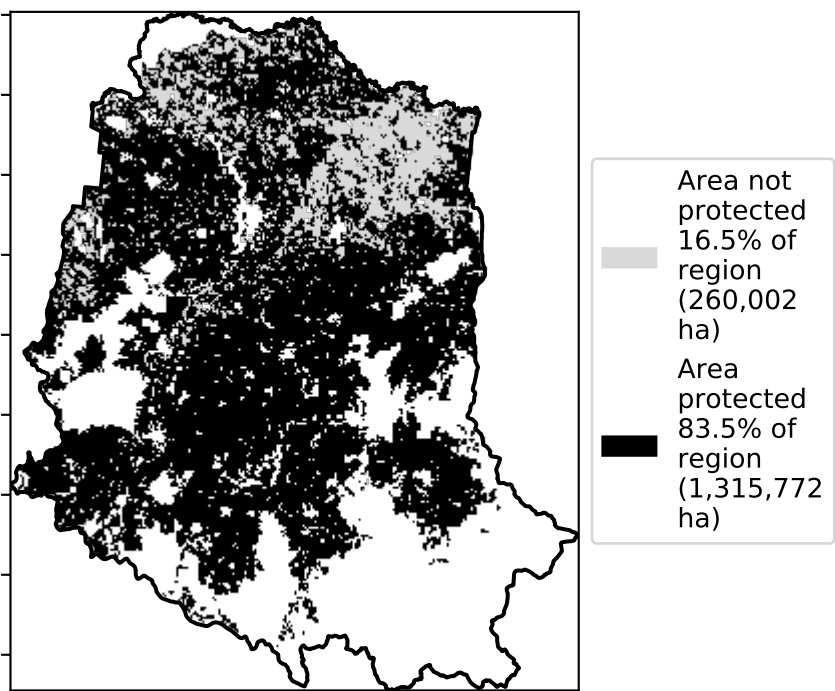 Area not
protected
16.5% of
region
(260,002
ha)
Area
protected
83.5% of
region
(1,315,772
ha)